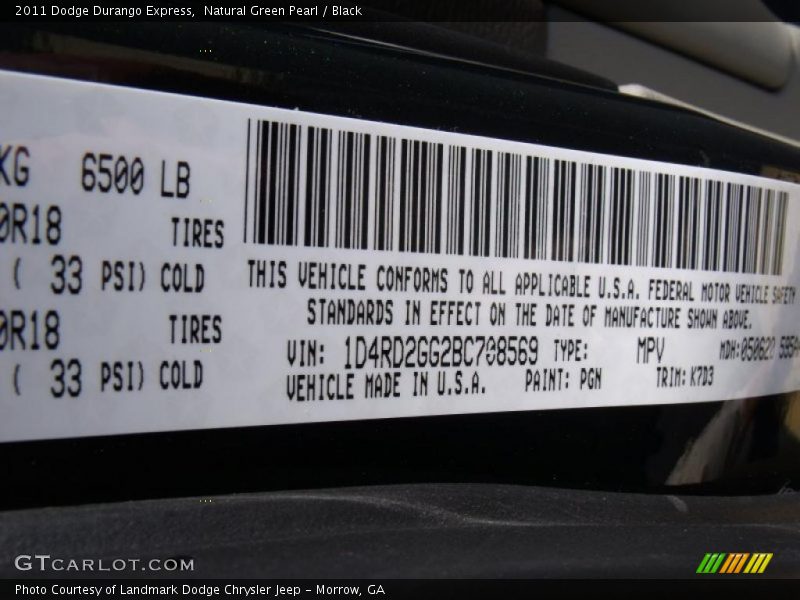 2011 Dodge Durango Express,  Natural Green Pearl / Black
KG 6500 LB
0R18 TIRES
( 33 PSI) COLD
0R18 TIRES
( 33 PSI) COLD
THIS VEHICLE CONFORMS TO ALL APPLICABLE U.S.A. FEDERAL MOTOR VEHICLE SAFETY
STANDARDS IN EFFECT ON THE DATE OF MANUFACTURE SHOWN ABOVE.
VIN: 1D4RD2GG2BC708569 TYPE: MPV MDH:050622
VEHICLE MADE IN U.S.A. PAINT: PGN TRIM: K7D3
GTCARLOT.COM
Photo Courtesy of Landmark Dodge Chrysler Jeep – Morrow, GA